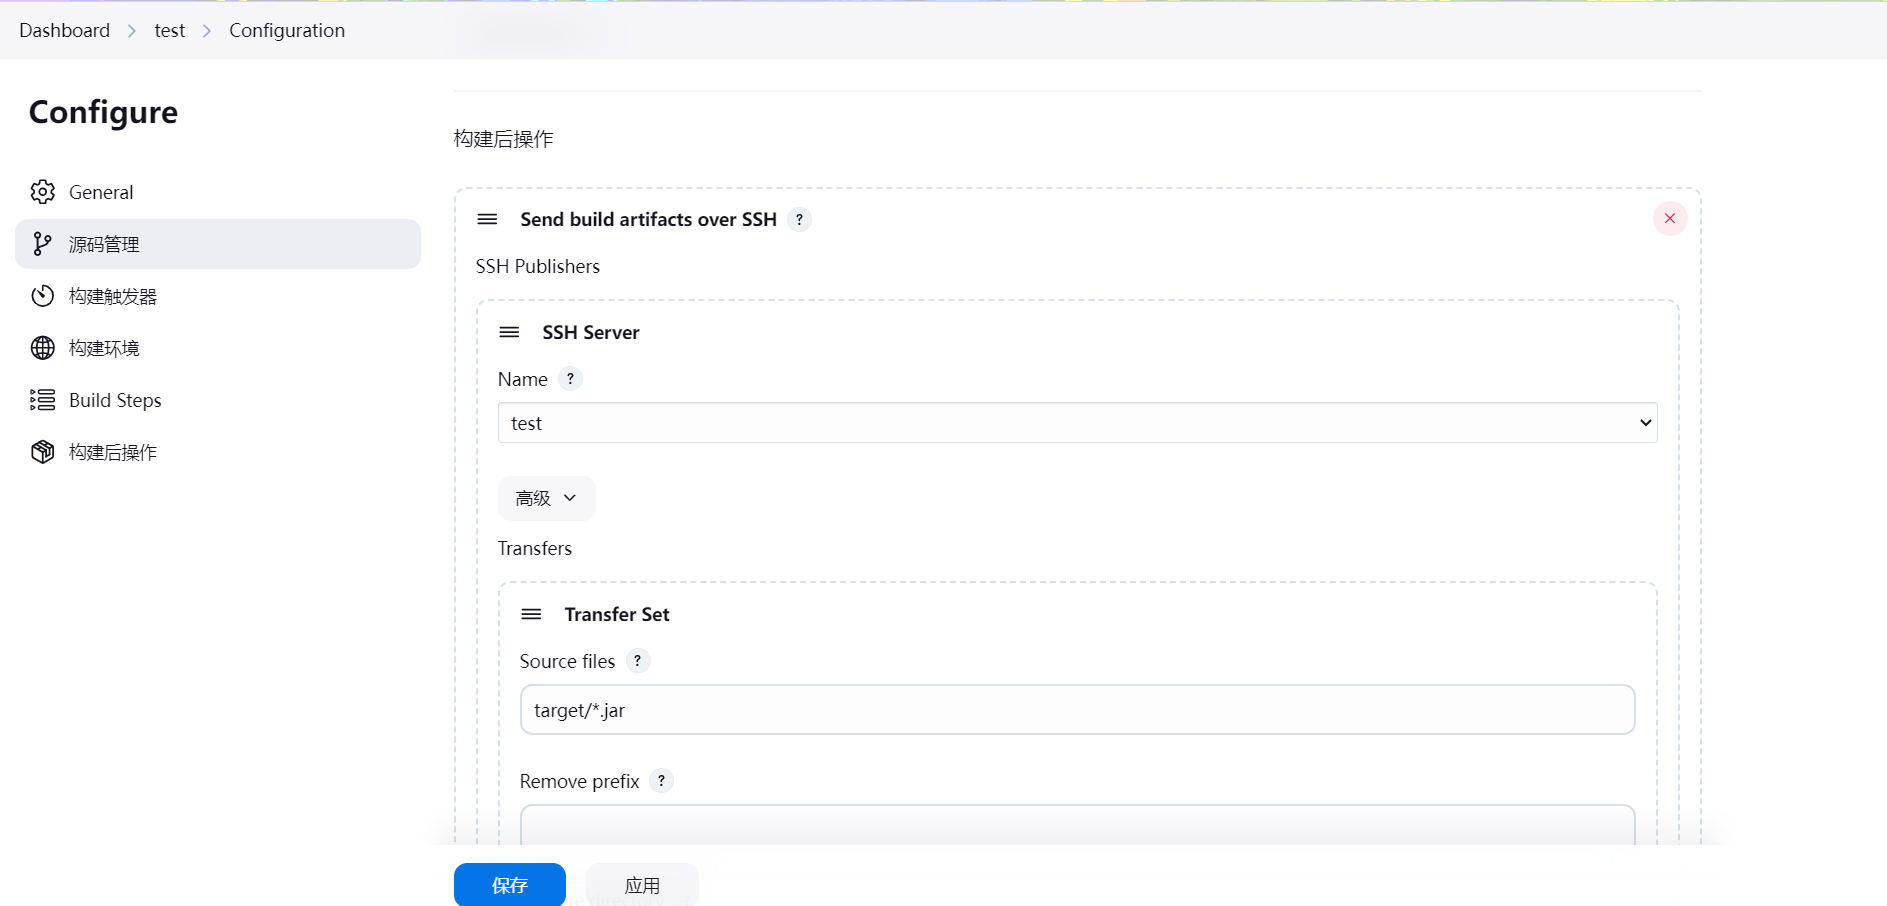 Dashboard > test > Configuration
Configure
General
源码管理
构建触发器
构建环境
Build Steps
构建后操作
构建后操作
Send build artifacts over SSH ?
SSH Publishers
SSH Server
Name ?
test
高级
Transfers
Transfer Set
Source files ?
target/*.jar
Remove prefix ?
保存
应用